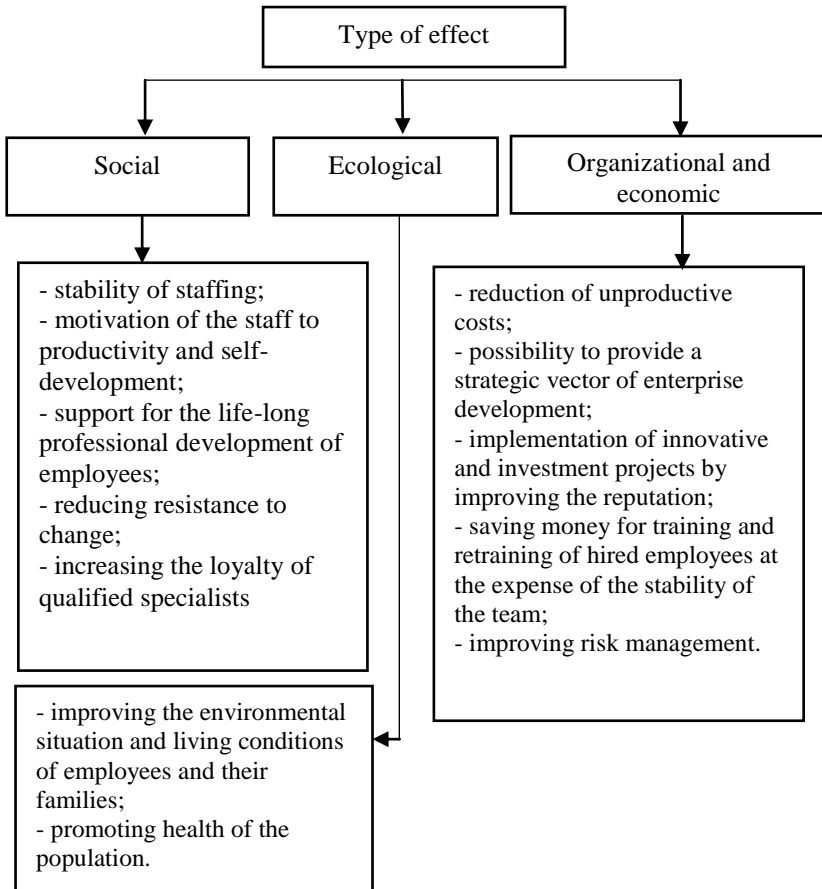 Type of effect
Social
Ecological
Organizational and
economic
- stability of staffing;
- motivation of the staff to
productivity and self-
development;
- support for the life-long
professional development of
employees;
- reducing resistance to
change;
- increasing the loyalty of
qualified specialists
- reduction of unproductive
costs;
- possibility to provide a
strategic vector of enterprise
development;
- implementation of innovative
and investment projects by
improving the reputation;
- saving money for training and
retraining of hired employees at
the expense of the stability of
the team;
- improving risk management.
- improving the environmental
situation and living conditions
of employees and their
families;
- promoting health of the
population.